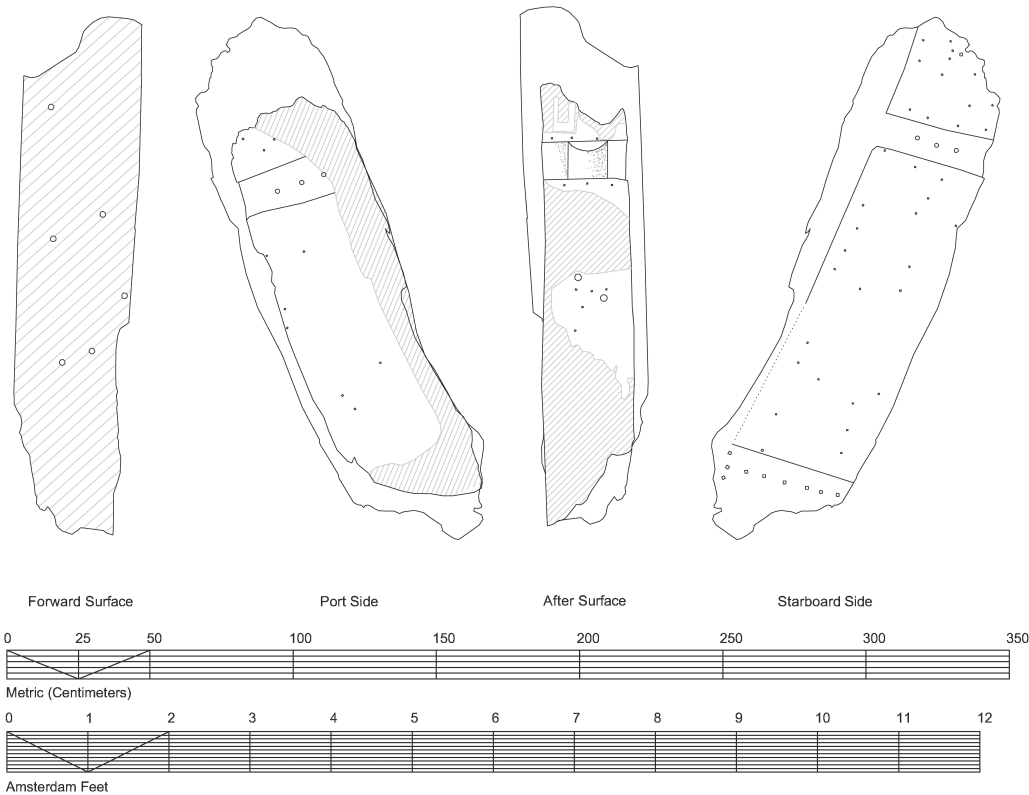 Forward Surface Port Side After Surface Starboard Side
0 25 50 100 150 200 250 300 350
Metric (Centimeters)
0 1 2 3 4 5 6 7 8 9 10 11 12
Amsterdam Feet